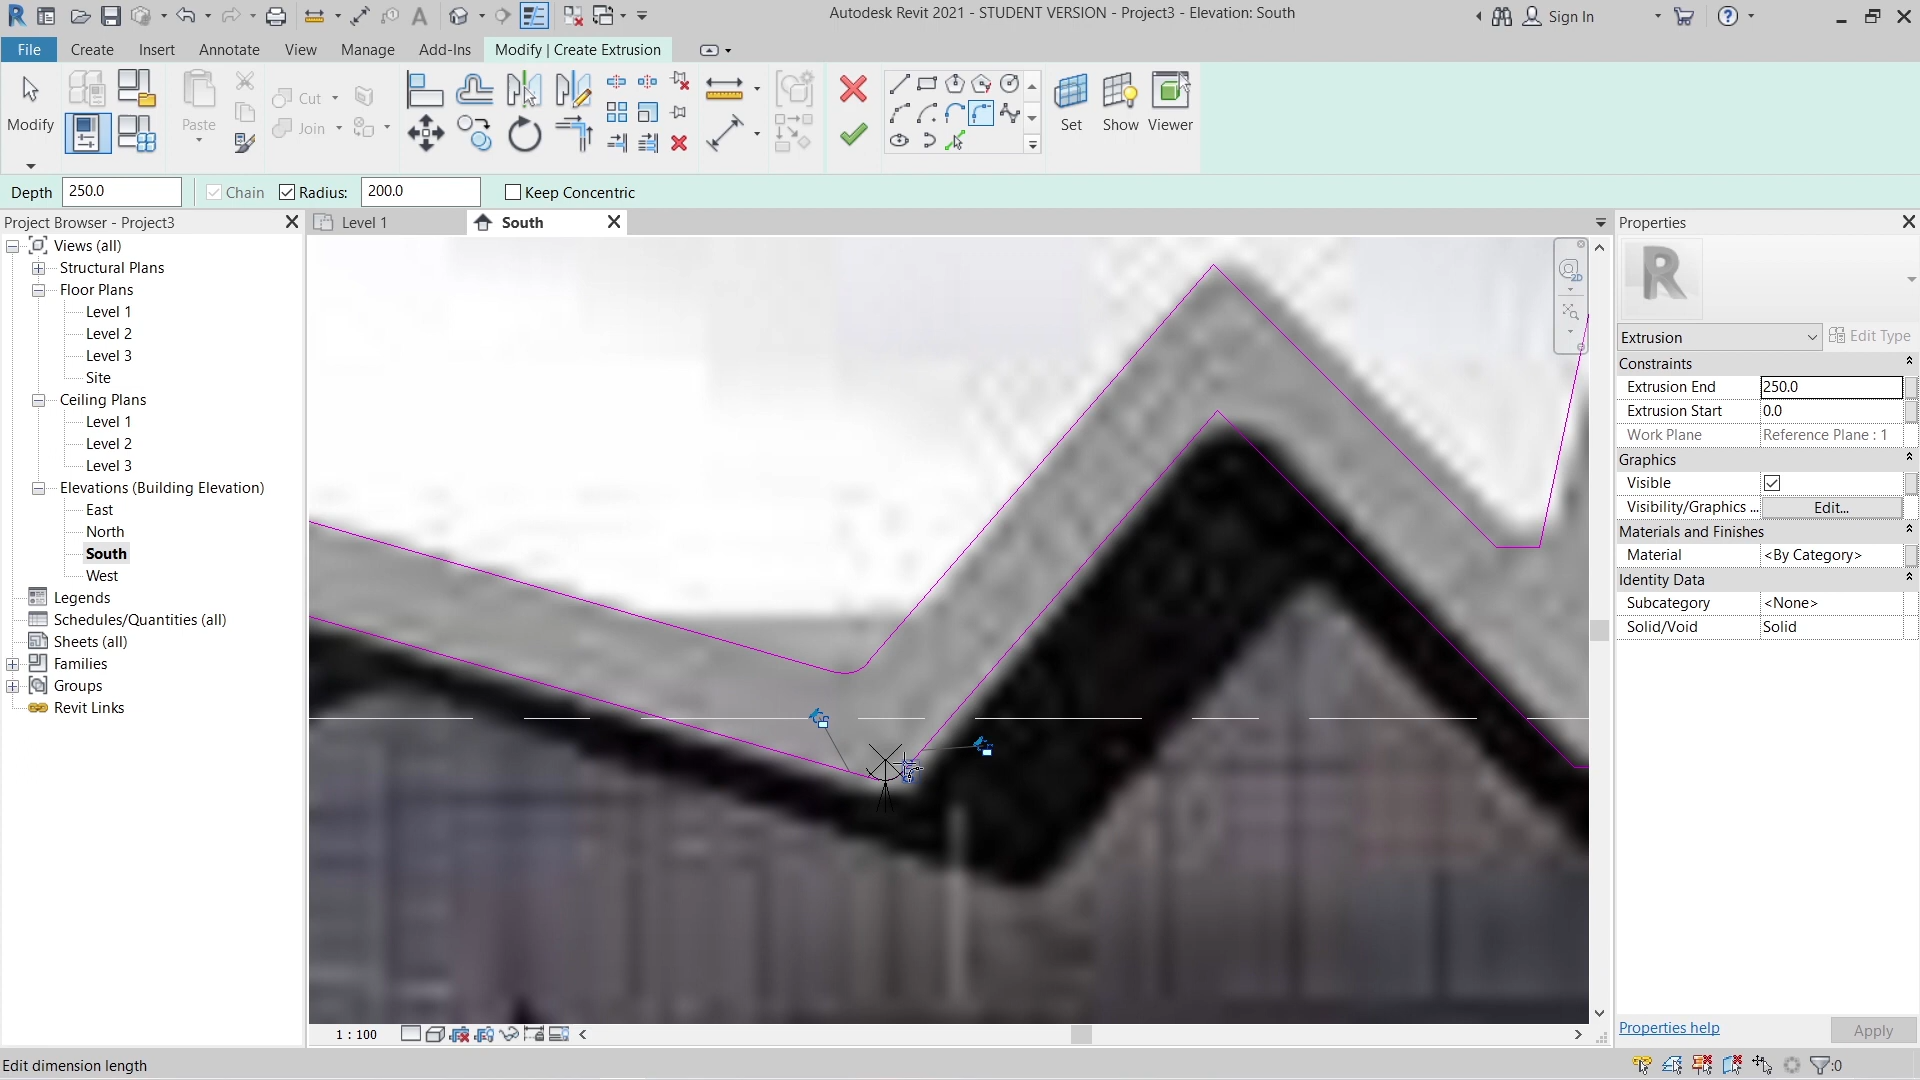 Autodesk Revit 2021 - STUDENT VERSION - Project3 - Elevation: South
Sign In
File
Create
Insert
Annotate
View
Manage
Add-Ins
Modify | Create Extrusion
Modify
Paste
Cut
Join
Set
Show
Viewer
Depth
250.0
Chain
Radius:
200.0
Keep Concentric
Project Browser - Project3
Views (all)
Structural Plans
Floor Plans
Level 1
Level 2
Level 3
Site
Ceiling Plans
Level 1
Level 2
Level 3
Elevations (Building Elevation)
East
North
South
West
Legends
Schedules/Quantities (all)
Sheets (all)
Families
Groups
Revit Links
Level 1
South
2D
1 : 100
Properties
R
Extrusion
Edit Type
Constraints
Extrusion End
250.0
Extrusion Start
0.0
Work Plane
Reference Plane : 1
Graphics
Visible
Visibility/Graphics ...
Edit...
Materials and Finishes
Material
<By Category>
Identity Data
Subcategory
<None>
Solid/Void
Solid
Properties help
Apply
Edit dimension length
:0